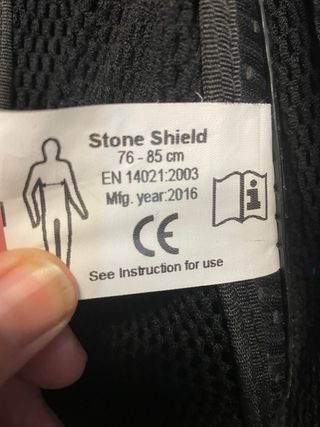 Stone Shield
76 - 85 cm
EN 14021:2003
Mfg. year:2016
CE
See Instruction for use